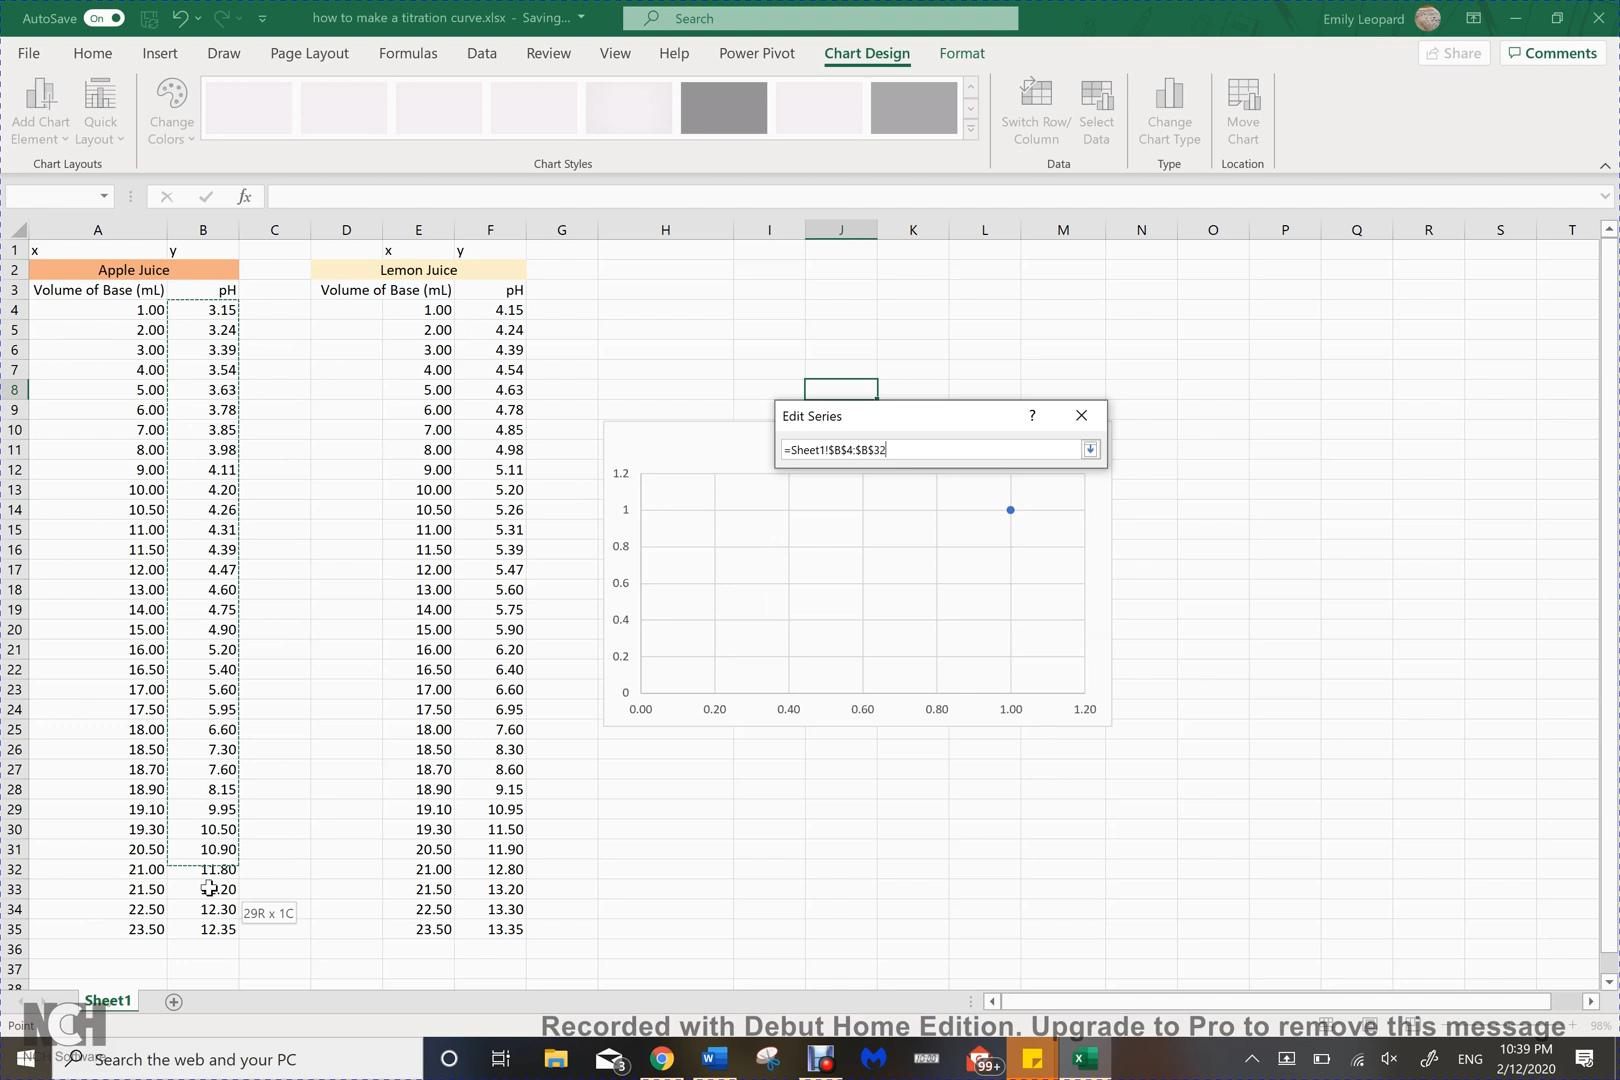 AutoSave On how to make a titration curve.xlsx - Saving... Search Emily Leopard
File Home Insert Draw Page Layout Formulas Data Review View Help Power Pivot Chart Design Format Share Comments
Add Chart Element Quick Layout Change Colors Switch Row/ Column Select Data Change Chart Type Move Chart
Chart Layouts Chart Styles Data Type Location
fx
A B C D E F G H I J K L M N O P Q R S T
1 x y x y
2 Apple Juice Lemon Juice
3 Volume of Base (mL) pH Volume of Base (mL) pH
4 1.00 3.15 1.00 4.15
5 2.00 3.24 2.00 4.24
6 3.00 3.39 3.00 4.39
7 4.00 3.54 4.00 4.54
8 5.00 3.63 5.00 4.63
9 6.00 3.78 6.00 4.78
10 7.00 3.85 7.00 4.85
11 8.00 3.98 8.00 4.98
12 9.00 4.11 9.00 5.11
13 10.00 4.20 10.00 5.20
14 10.50 4.26 10.50 5.26
15 11.00 4.31 11.00 5.31
16 11.50 4.39 11.50 5.39
17 12.00 4.47 12.00 5.47
18 13.00 4.60 13.00 5.60
19 14.00 4.75 14.00 5.75
20 15.00 4.90 15.00 5.90
21 16.00 5.20 16.00 6.20
22 16.50 5.40 16.50 6.40
23 17.00 5.60 17.00 6.60
24 17.50 5.95 17.50 6.95
25 18.00 6.60 18.00 7.60
26 18.50 7.30 18.50 8.30
27 18.70 7.60 18.70 8.60
28 18.90 8.15 18.90 9.15
29 19.10 9.95 19.10 10.95
30 19.30 10.50 19.30 11.50
31 20.50 10.90 20.50 11.90
32 21.00 11.80 21.00 12.80
33 21.50 .20 21.50 13.20
34 22.50 12.30 22.50 13.30
35 23.50 12.35 23.50 13.35
36
37
38
29R x 1C
Edit Series ?
=Sheet1!$B$4:$B$32
1.2
1
0.8
0.6
0.4
0.2
0
0.00 0.20 0.40 0.60 0.80 1.00 1.20
Sheet1
Point 98%
NCH
NCH Software
Recorded with Debut Home Edition. Upgrade to Pro to remove this message
Search the web and your PC 3 99+ ENG 10:39 PM
2/12/2020